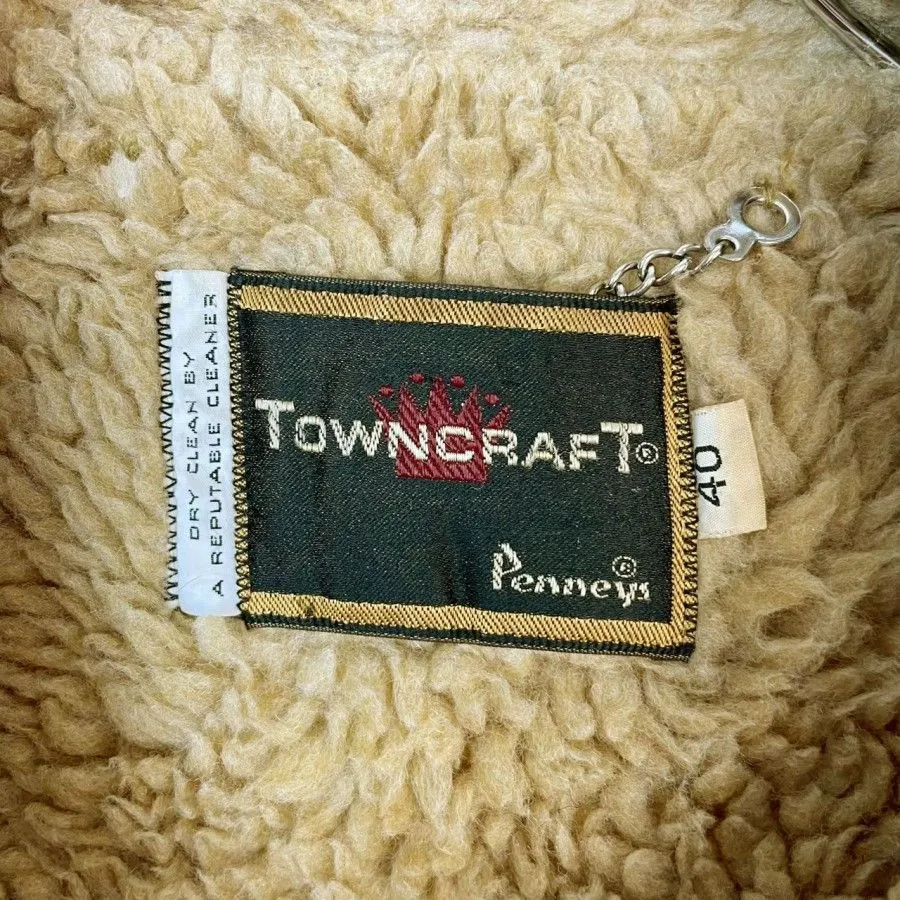 DRY CLEAN BY
A REPUTABLE CLEANER
TOWNCRAFT®
Penneys®
40